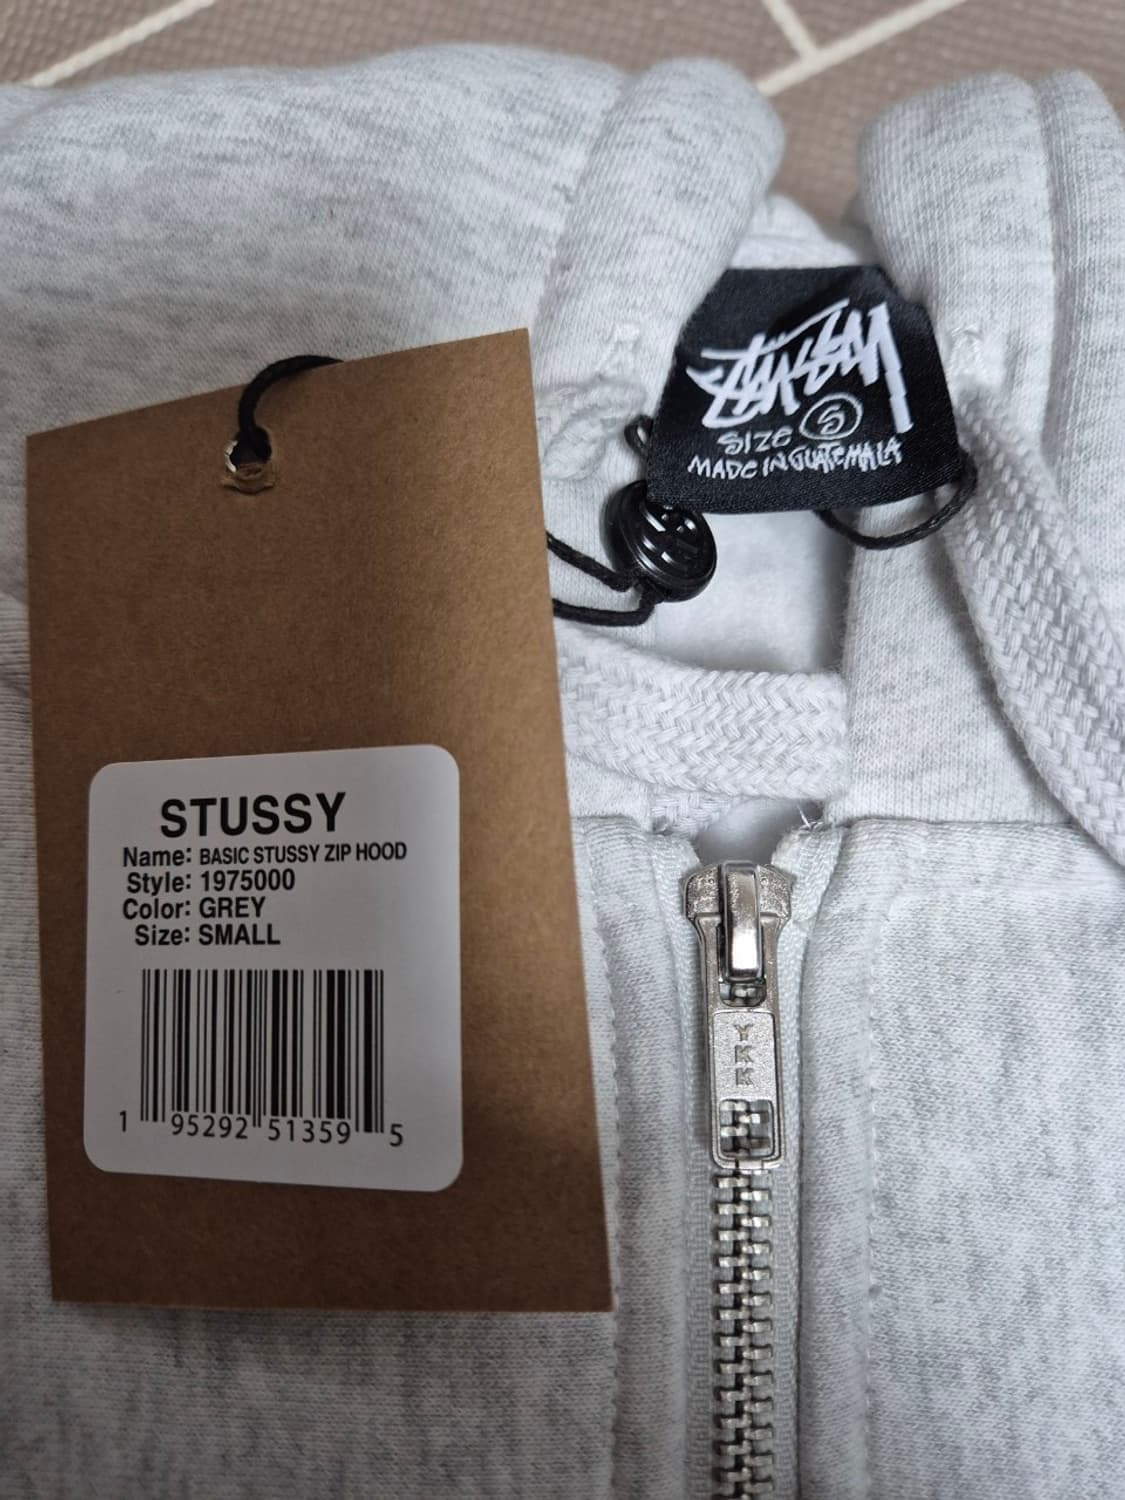 STUSSY
SIZE S
MADE IN GUATEMALA
STUSSY
Name: BASIC STUSSY ZIP HOOD
Style: 1975000
Color: GREY
Size: SMALL
1 95292 51359 5
YKK